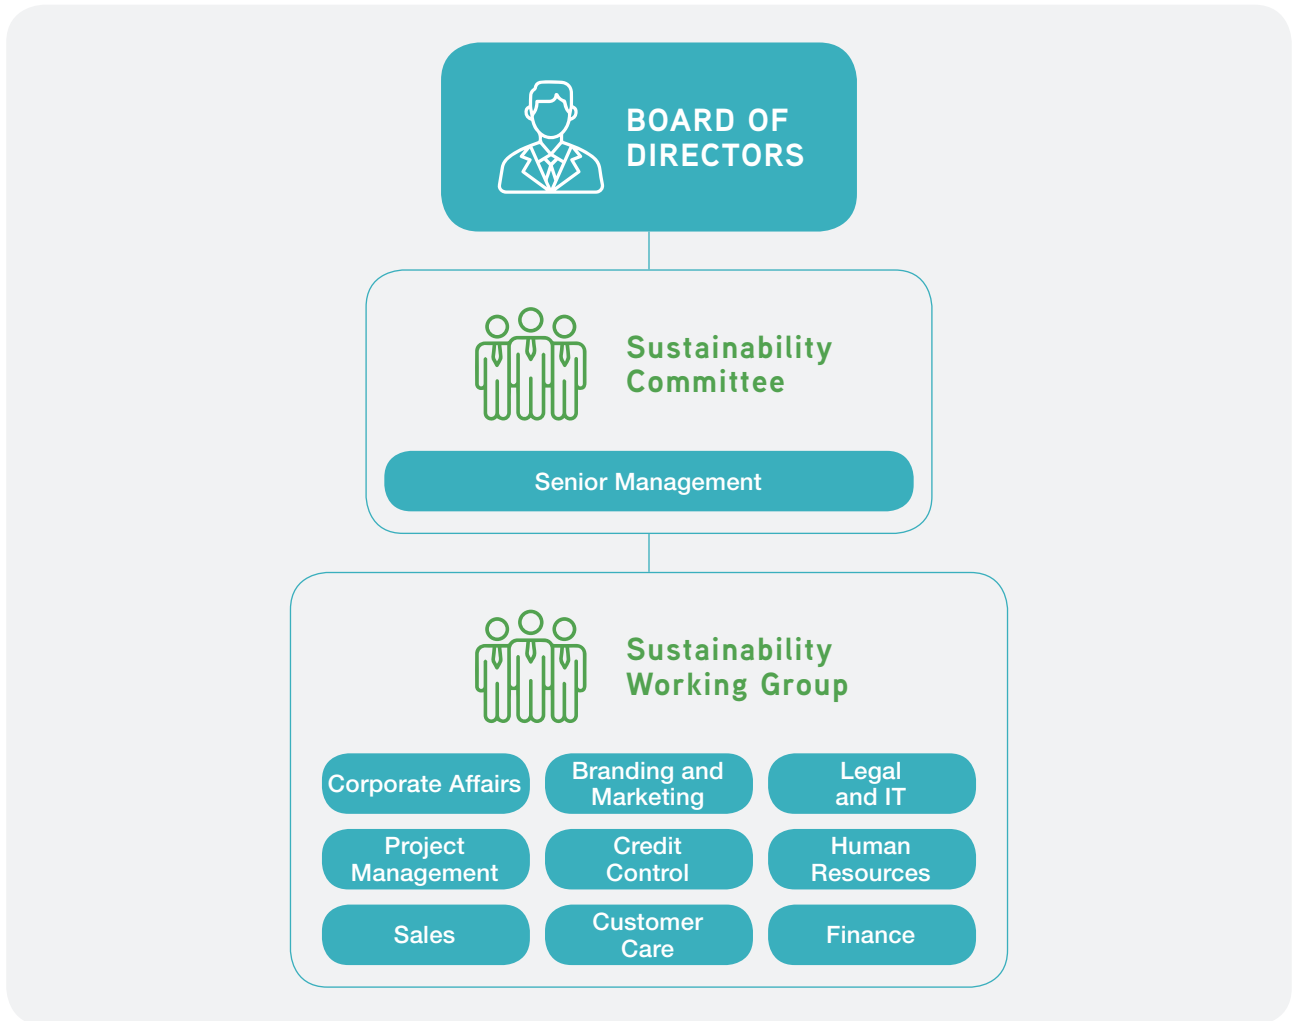 BOARD OF
DIRECTORS
Sustainability
Committee
Senior Management
Sustainability
Working Group
Corporate Affairs
Branding and
Marketing
Legal
and IT
Project
Management
Credit
Control
Human
Resources
Sales
Customer
Care
Finance